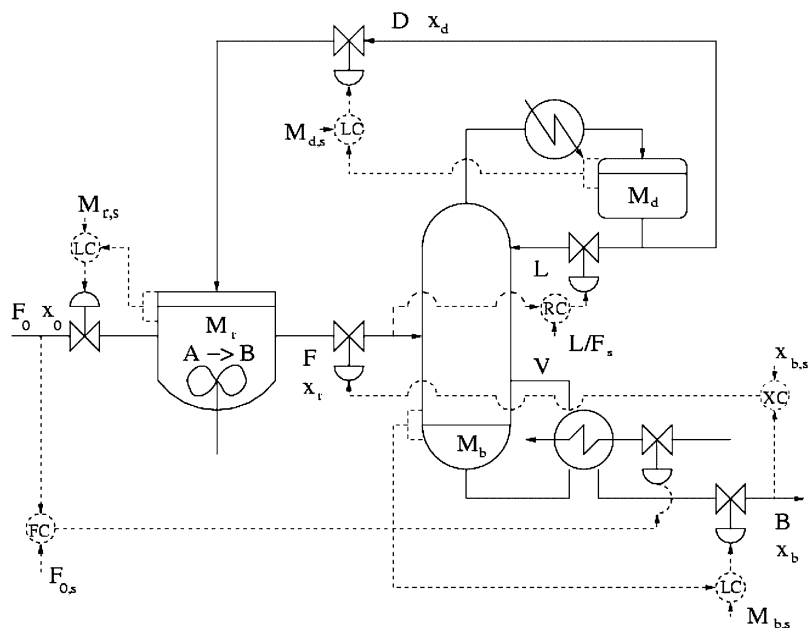 D x_d
M_{d,s}
LC
M_d
M_{r,s}
LC
L
F_0 x_0
M_r
RC
A -> B
F
L/F_s
x_r
V
x_{b,s}
XC
M_b
FC
B
x_b
F_{0,s}
LC
M_{b,s}